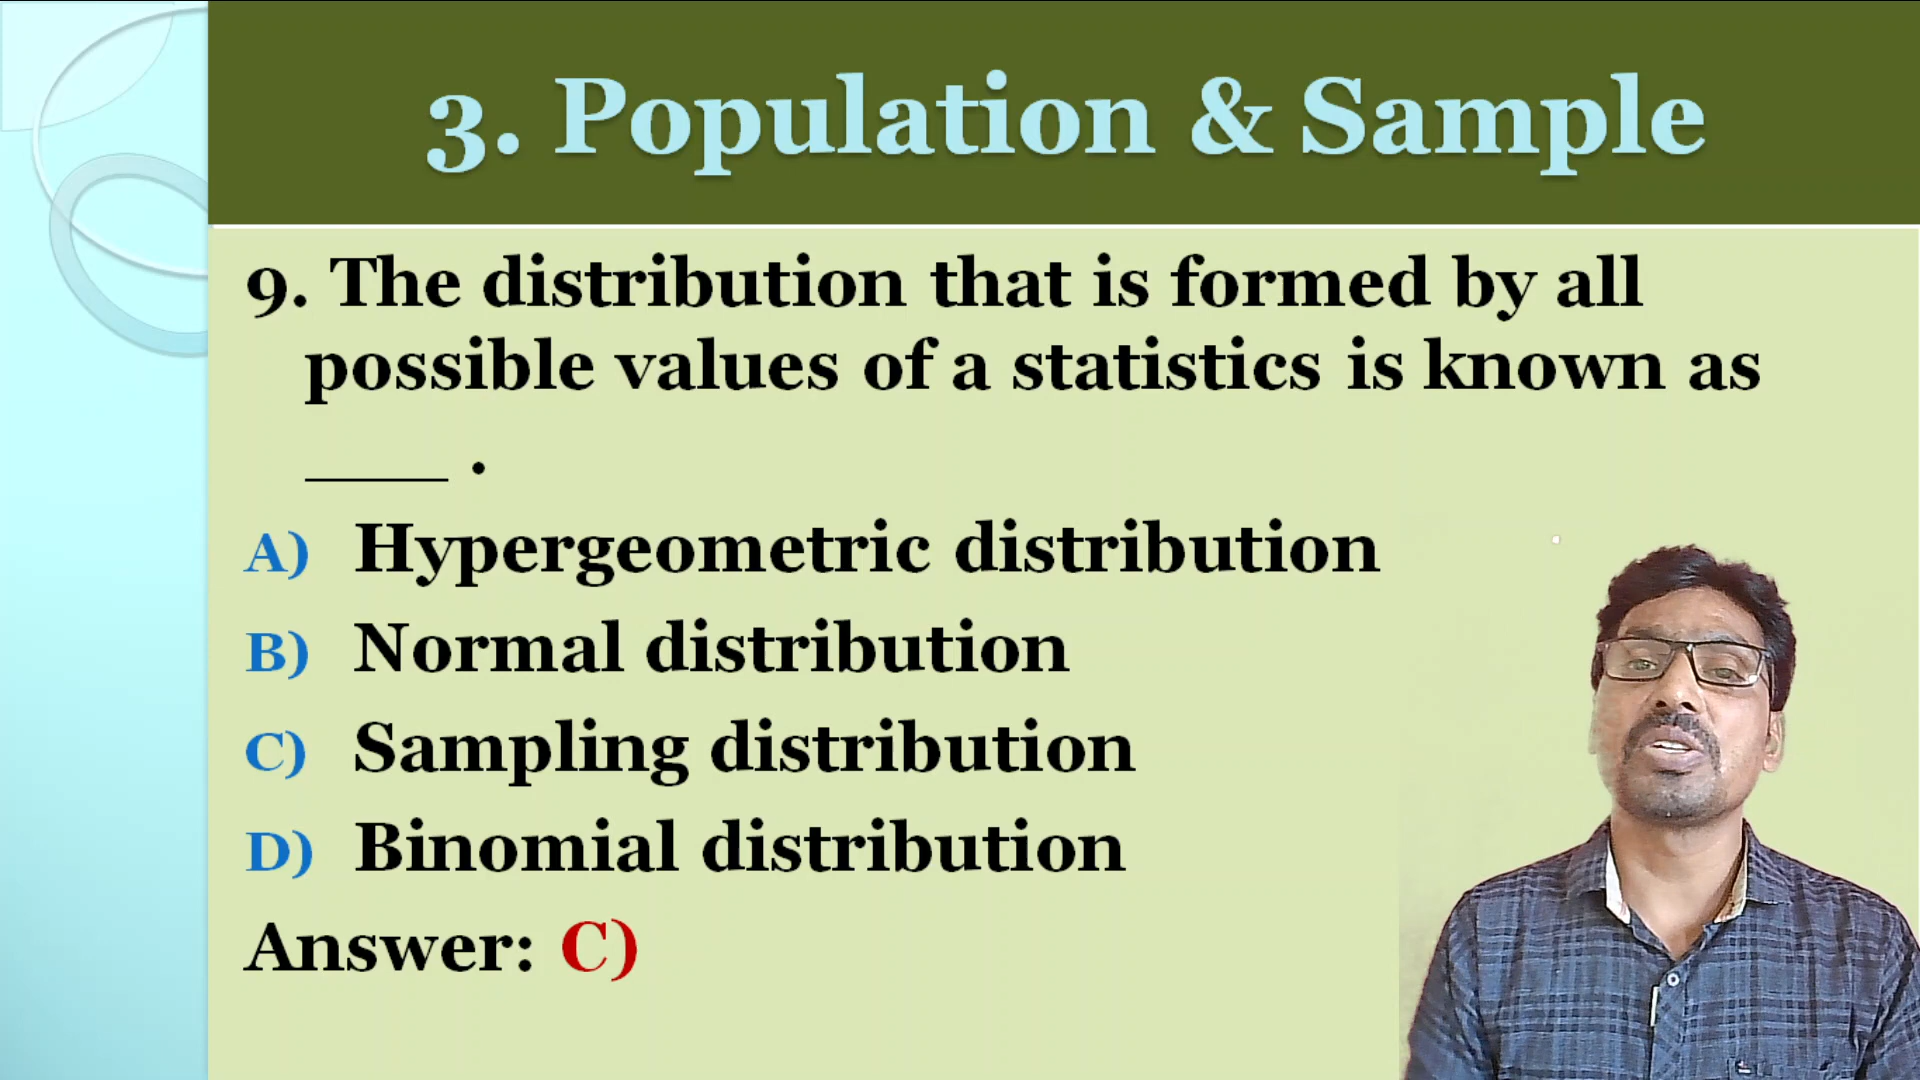 3. Population & Sample
9. The distribution that is formed by all
possible values of a statistics is known as
____ .
A) Hypergeometric distribution
B) Normal distribution
C) Sampling distribution
D) Binomial distribution
Answer: C)